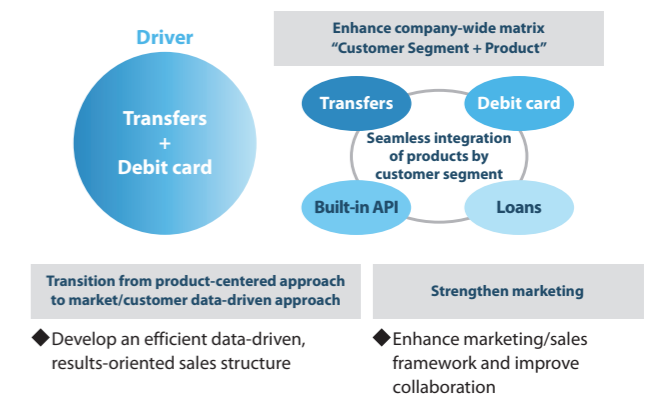 Driver
Transfers
+
Debit card
Enhance company-wide matrix
“Customer Segment + Product”
Transfers
Debit card
Seamless integration
of products by
customer segment
Built-in API
Loans
Transition from product-centered approach
to market/customer data-driven approach
◆Develop an efficient data-driven,
results-oriented sales structure
Strengthen marketing
◆Enhance marketing/sales
framework and improve
collaboration